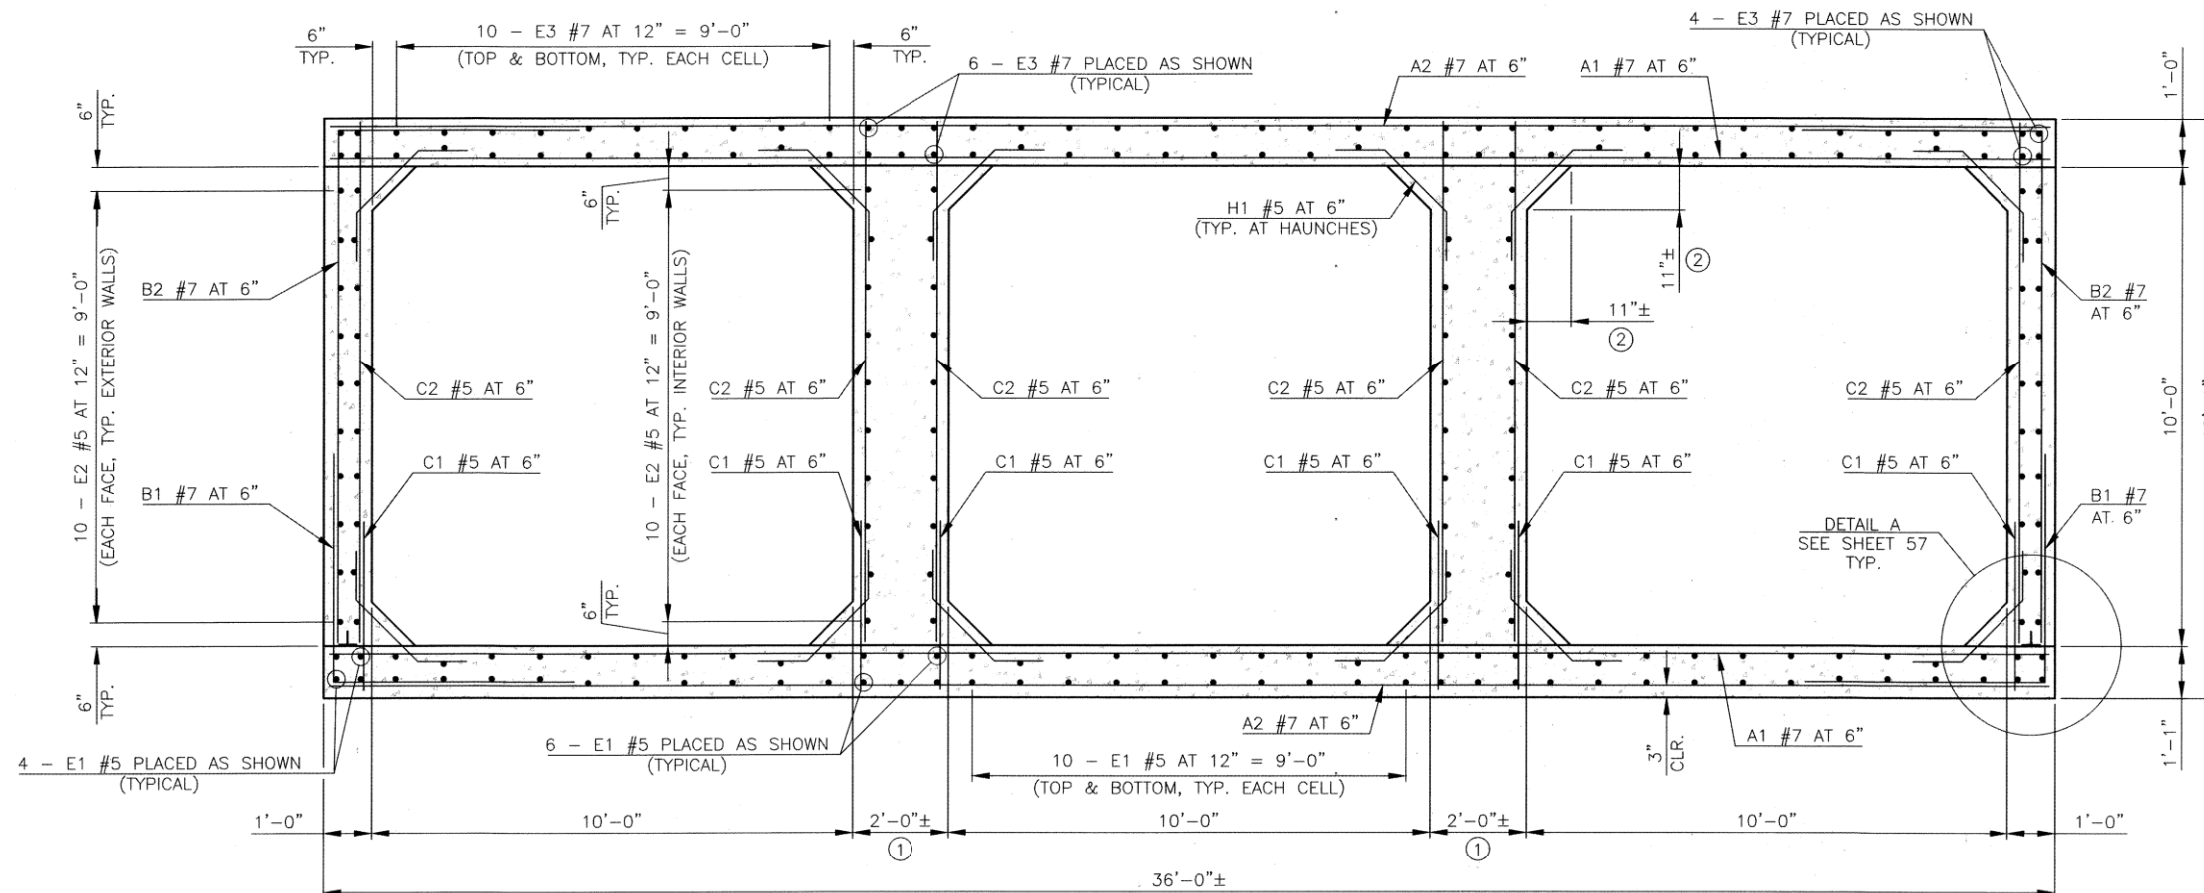 6"
TYP.
10 - E3 #7 AT 12" = 9'-0"
(TOP & BOTTOM, TYP. EACH CELL)
6"
TYP.
6 - E3 #7 PLACED AS SHOWN
(TYPICAL)
A2 #7 AT 6"
A1 #7 AT 6"
4 - E3 #7 PLACED AS SHOWN
(TYPICAL)
1'-0"
6"
TYP.
6"
TYP.
H1 #5 AT 6"
(TYP. AT HAUNCHES)
11"±
2
11"±
2
B2 #7 AT 6"
B2 #7
AT 6"
10 - E2 #5 AT 12" = 9'-0"
(EACH FACE, TYP. EXTERIOR WALLS)
10 - E2 #5 AT 12" = 9'-0"
(EACH FACE, TYP. INTERIOR WALLS)
C2 #5 AT 6"
C2 #5 AT 6"
C2 #5 AT 6"
C2 #5 AT 6"
C2 #5 AT 6"
C2 #5 AT 6"
10'-0"
C1 #5 AT 6"
C1 #5 AT 6"
C1 #5 AT 6"
C1 #5 AT 6"
C1 #5 AT 6"
C1 #5 AT 6"
B1 #7 AT 6"
B1 #7
AT. 6"
DETAIL A
SEE SHEET 57
TYP.
6"
TYP.
6"
TYP.
4 - E1 #5 PLACED AS SHOWN
(TYPICAL)
6 - E1 #5 PLACED AS SHOWN
(TYPICAL)
10 - E1 #5 AT 12" = 9'-0"
(TOP & BOTTOM, TYP. EACH CELL)
A2 #7 AT 6"
3"
CLR.
A1 #7 AT 6"
1'-1"
1'-0"
10'-0"
2'-0"±
1
10'-0"
2'-0"±
1
10'-0"
1'-0"
36'-0"±